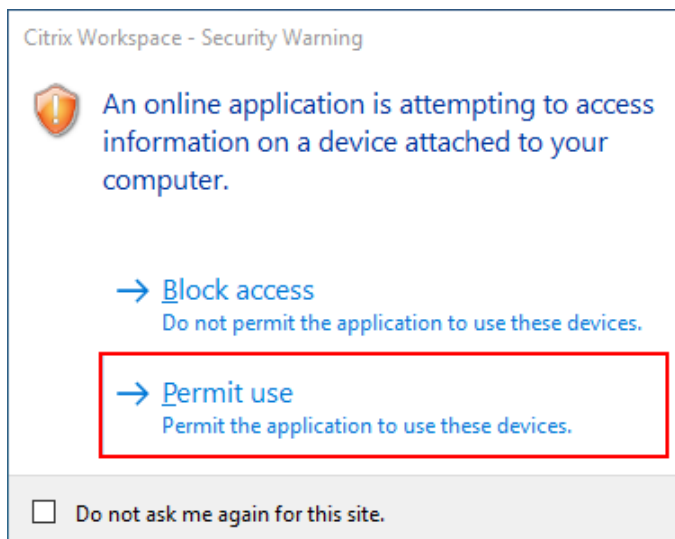 Citrix Workspace - Security Warning
An online application is attempting to access
information on a device attached to your
computer.
Block access
Do not permit the application to use these devices.
Permit use
Permit the application to use these devices.
Do not ask me again for this site.